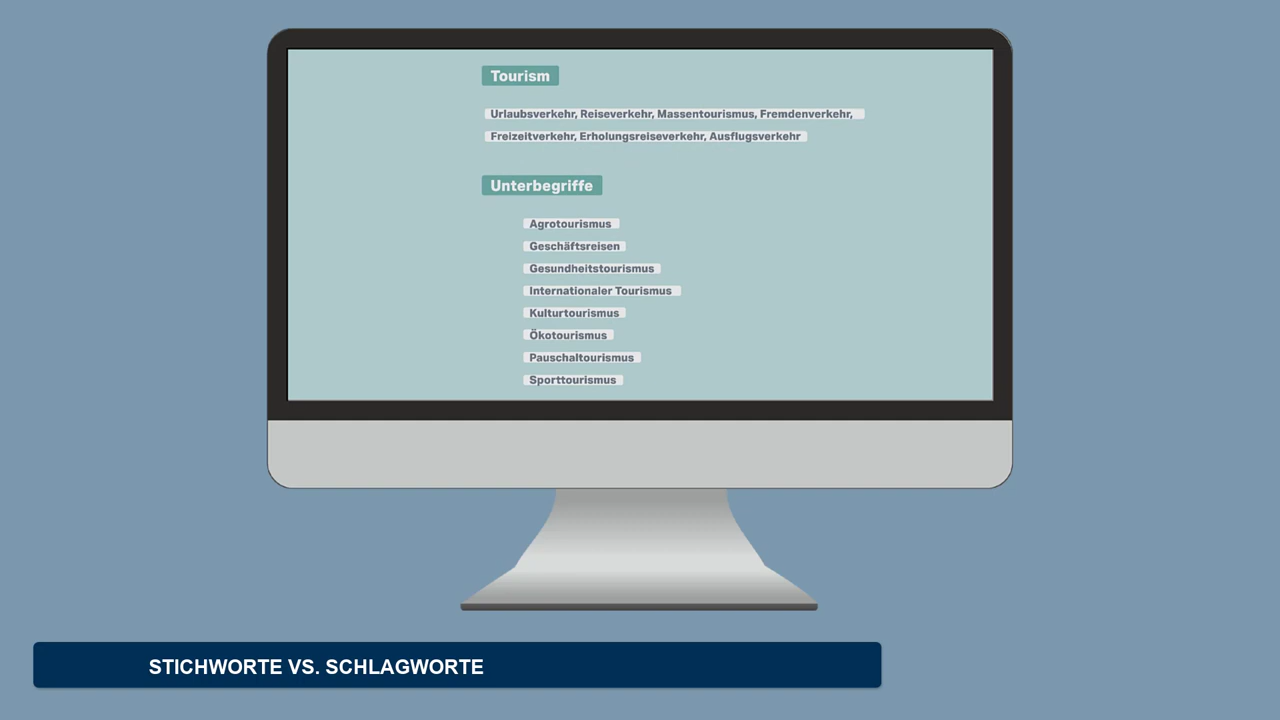 Tourism
Urlaubsverkehr, Reiseverkehr, Massentourismus, Fremdenverkehr,
Freizeitverkehr, Erholungsreiseverkehr, Ausflugsverkehr
Unterbegriffe
Agrotourismus
Geschäftsreisen
Gesundheitstourismus
Internationaler Tourismus
Kulturtourismus
Ökotourismus
Pauschaltourismus
Sporttourismus
STICHWORTE VS. SCHLAGWORTE